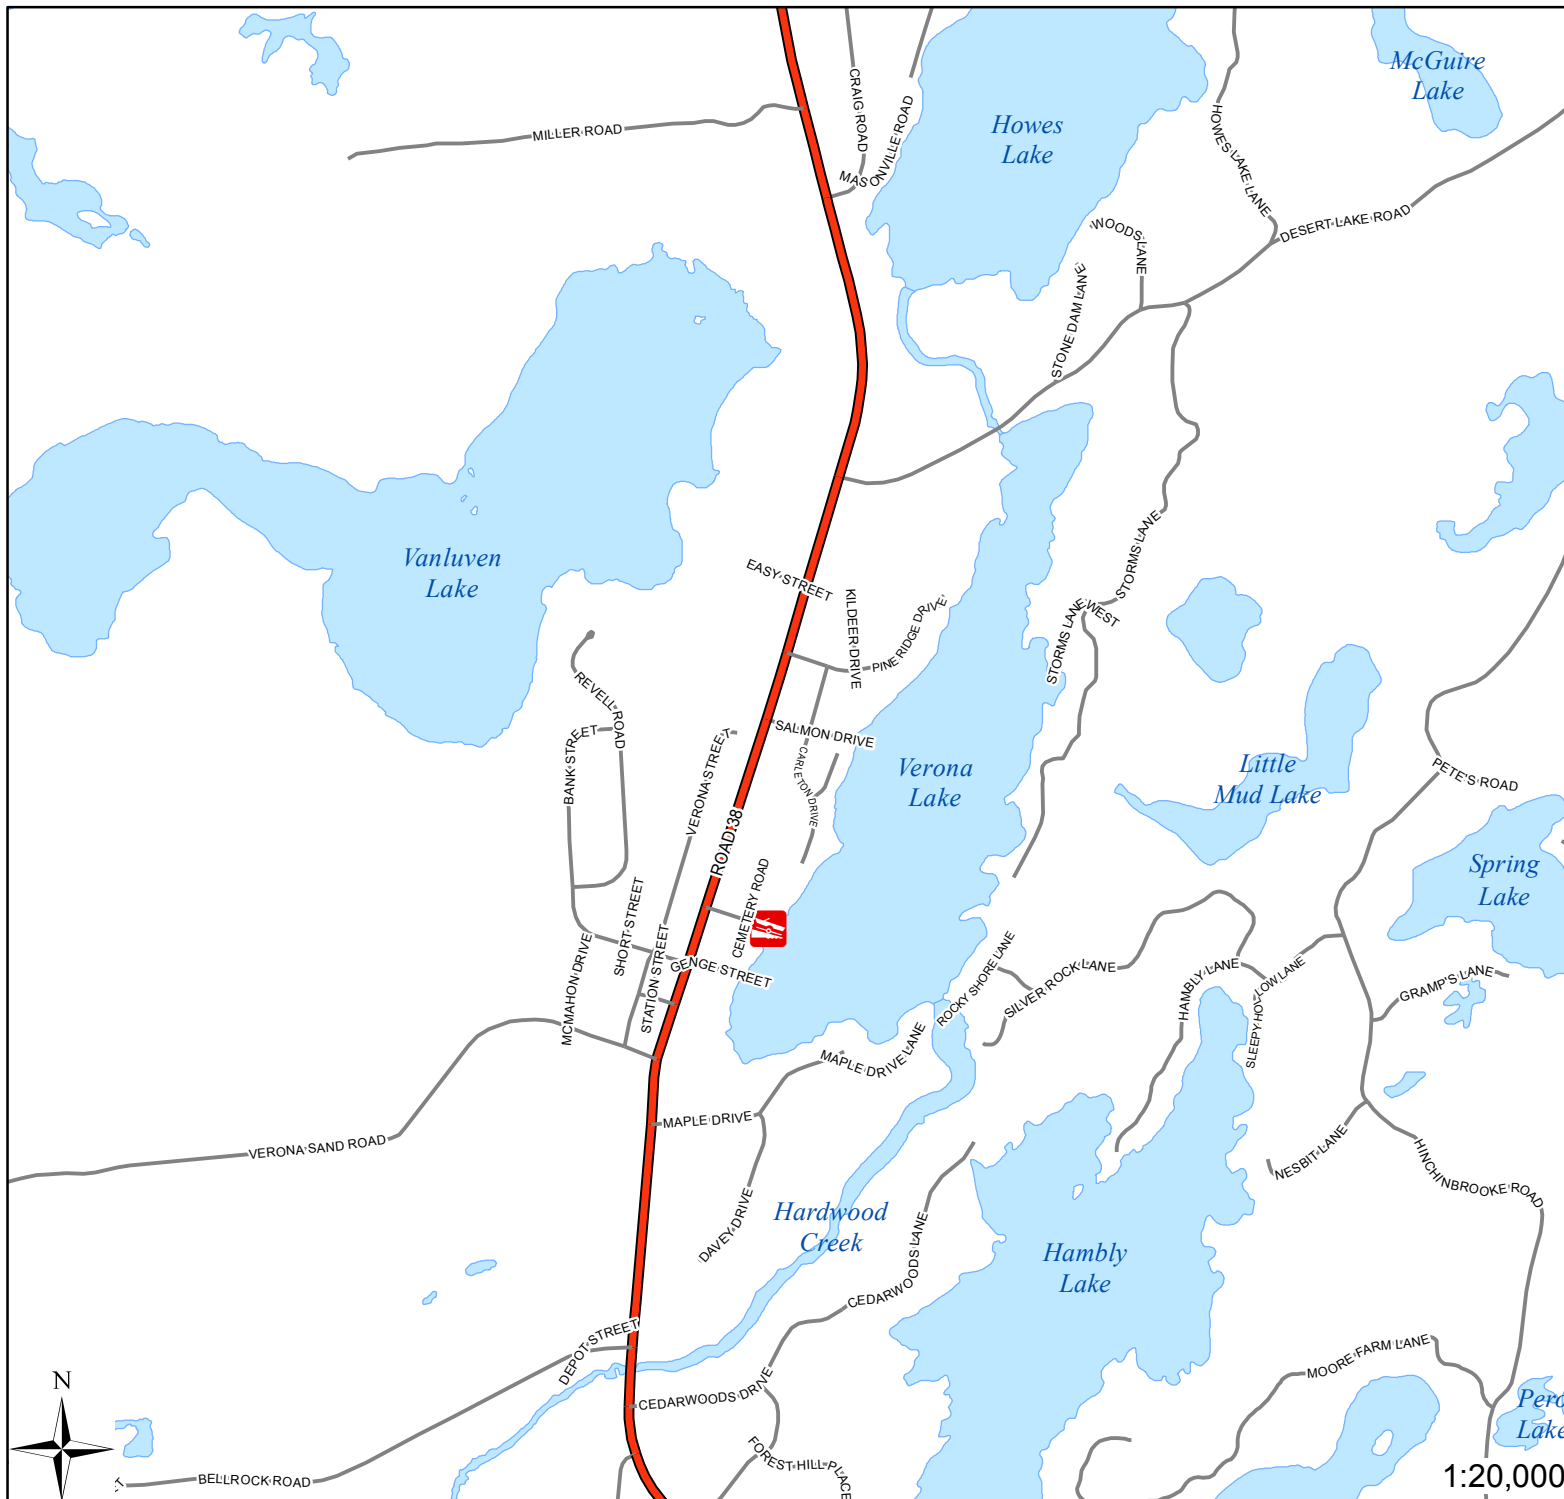 McGuire
Lake
CRAIG ROAD
MASONVILLE ROAD
Howes
Lake
MILLER ROAD
HOWES LAKE LANE
DESERT LAKE ROAD
WOODS LANE
STONE DAM LANE
Vanluven
Lake
EASY STREET
KILDEER DRIVE
PINE RIDGE DRIVE
STORMS LANE
STORMS LANE WEST
REVELL ROAD
BANK STREET
VERONA STREET
SALMON DRIVE
CARLETON DRIVE
Verona
Lake
Little
Mud Lake
PETE'S ROAD
ROAD 38
Spring
Lake
CEMETERY ROAD
SHORT STREET
STATION STREET
GENGE STREET
MCMAHON DRIVE
ROCKY SHORE LANE
SILVER ROCK LANE
HAMBLY LANE
SLEEPY HOLLOW LANE
GRAMP'S LANE
MAPLE DRIVE LANE
MAPLE DRIVE
VERONA SAND ROAD
NESBIT LANE
HINCHINBROOKE ROAD
DAVEY DRIVE
Hardwood
Creek
CEDARWOODS LANE
Hambly
Lake
DEPOT STREET
MOORE FARM LANE
N
CEDARWOODS DRIVE
Lake
FOREST HILL PLACE
BELLROCK ROAD
1:20,000